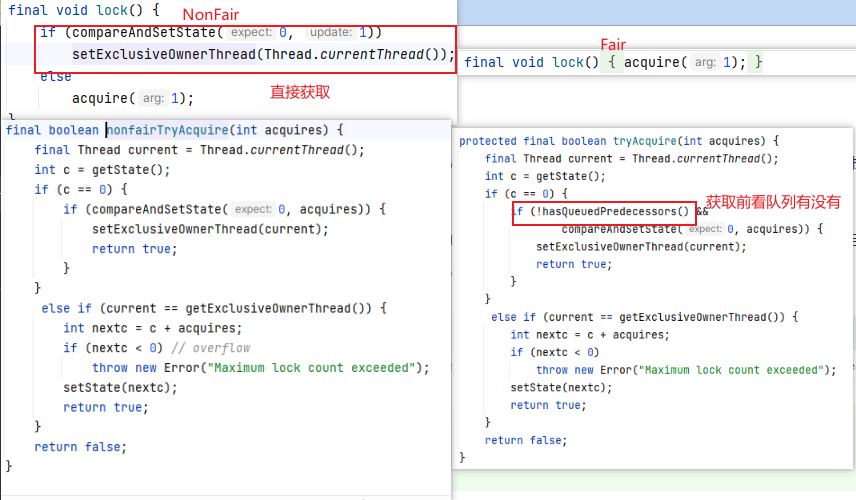 final void lock() {
NonFair
if (compareAndSetState( expect: 0, update: 1))
setExclusiveOwnerThread(Thread.currentThread());
else
acquire( arg: 1);
直接获取
}
Fair
final void lock() { acquire( arg: 1); }
final boolean nonfairTryAcquire(int acquires) {
final Thread current = Thread.currentThread();
int c = getState();
if (c == 0) {
if (compareAndSetState( expect: 0, acquires)) {
setExclusiveOwnerThread(current);
return true;
}
}
else if (current == getExclusiveOwnerThread()) {
int nextc = c + acquires;
if (nextc < 0) // overflow
throw new Error("Maximum lock count exceeded");
setState(nextc);
return true;
}
return false;
}
protected final boolean tryAcquire(int acquires) {
final Thread current = Thread.currentThread();
int c = getState();
if (c == 0) {
if (!hasQueuedPredecessors() &&
获取前看队列有没有
compareAndSetState( expect: 0, acquires)) {
setExclusiveOwnerThread(current);
return true;
}
}
else if (current == getExclusiveOwnerThread()) {
int nextc = c + acquires;
if (nextc < 0)
throw new Error("Maximum lock count exceeded");
setState(nextc);
return true;
}
return false;
}